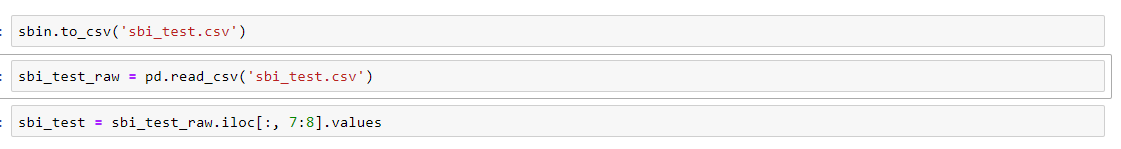 sbin.to_csv('sbi_test.csv')
sbi_test_raw = pd.read_csv('sbi_test.csv')
sbi_test = sbi_test_raw.iloc[:, 7:8].values